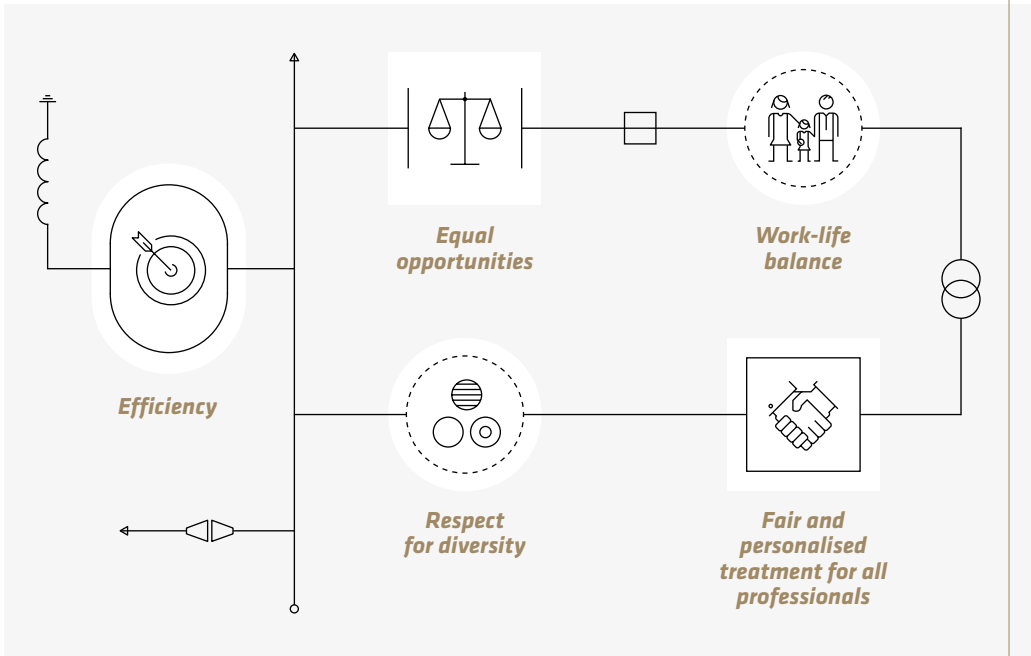 Equal
opportunities
Work-life
balance
Efficiency
Respect
for diversity
Fair and
personalised
treatment for all
professionals